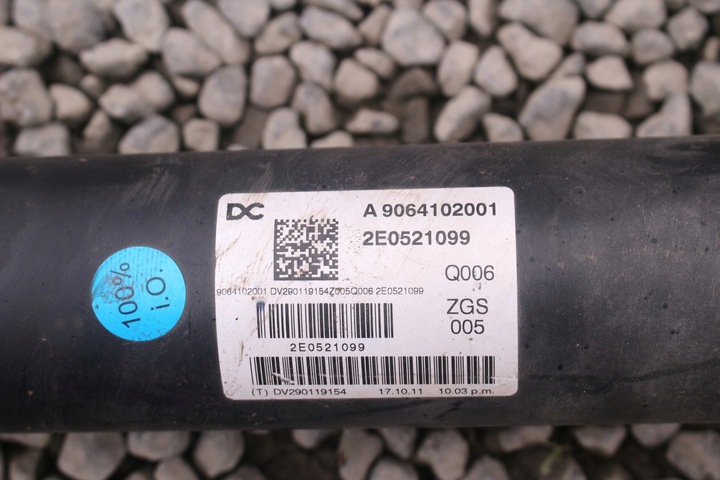 DC
A 9064102001
2E0521099
Q006
9064102001 DV290119154Z005Q006 2E0521099
ZGS
005
2E0521099
(T) DV290119154 17.10.11 10.03 p.m.
100%
i.O.